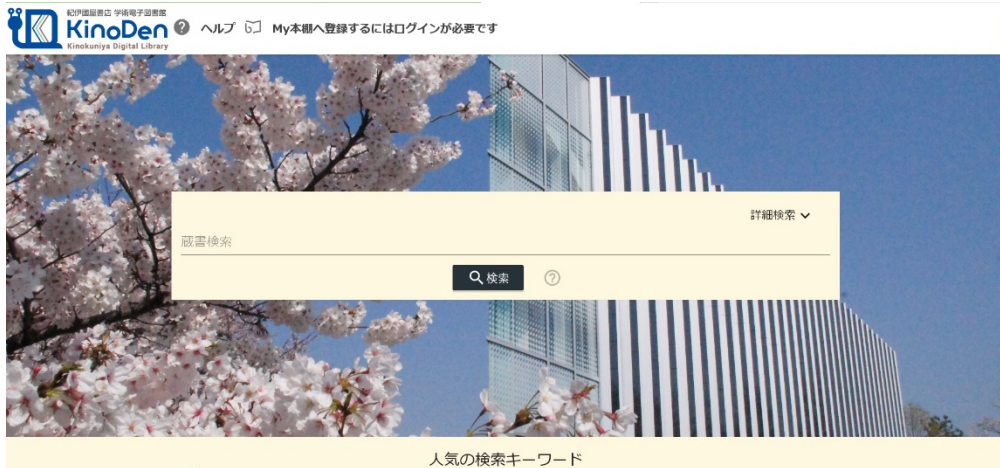 紀伊國屋書店 学術電子図書館
KinoDen
Kinokuniya Digital Library
? ヘルプ My本棚へ登録するにはログインが必要です
詳細検索
蔵書検索
検索 ?
人気の検索キーワード